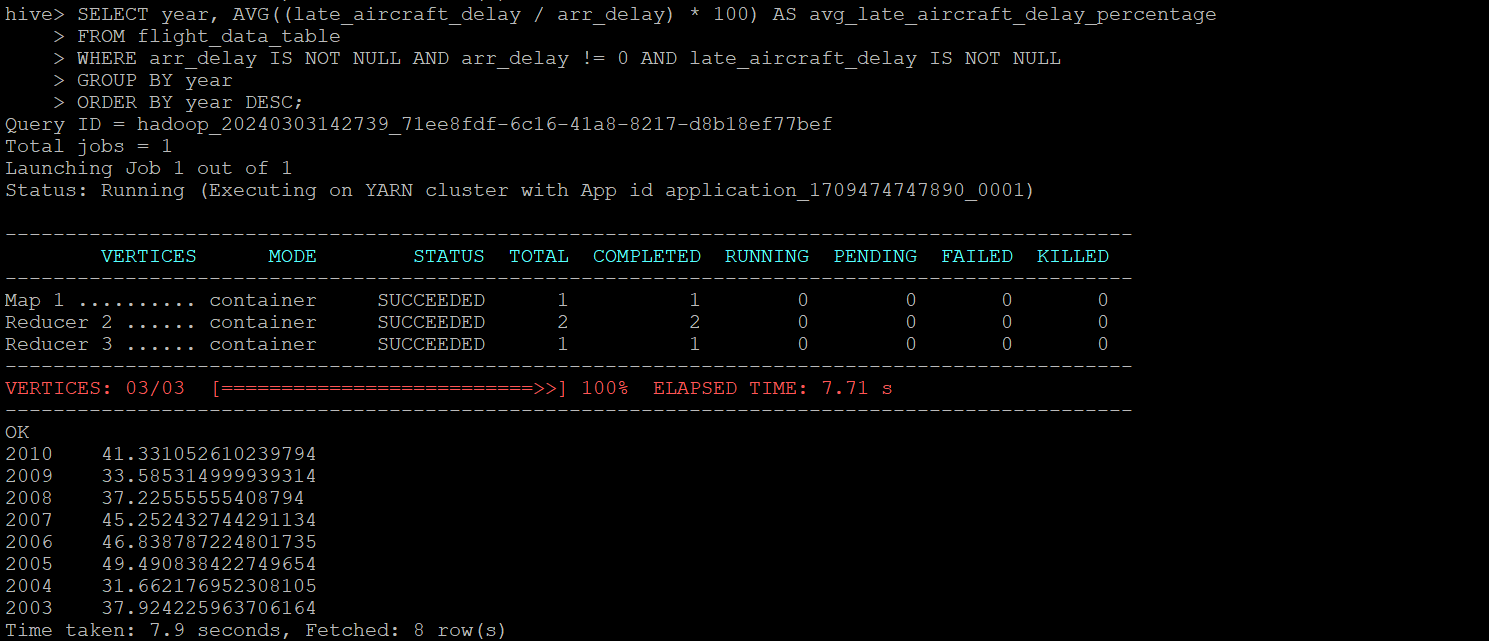 hive> SELECT year, AVG((late_aircraft_delay / arr_delay) * 100) AS avg_late_aircraft_delay_percentage
    > FROM flight_data_table
    > WHERE arr_delay IS NOT NULL AND arr_delay != 0 AND late_aircraft_delay IS NOT NULL
    > GROUP BY year
    > ORDER BY year DESC;
Query ID = hadoop_20240303142739_71ee8fdf-6c16-41a8-8217-d8b18ef77bef
Total jobs = 1
Launching Job 1 out of 1
Status: Running (Executing on YARN cluster with App id application_1709474747890_0001)
----------------------------------------------------------------------------------------------
        VERTICES      MODE        STATUS  TOTAL  COMPLETED  RUNNING  PENDING  FAILED  KILLED
----------------------------------------------------------------------------------------------
Map 1 .......... container     SUCCEEDED      1          1        0        0       0       0
Reducer 2 ...... container     SUCCEEDED      2          2        0        0       0       0
Reducer 3 ...... container     SUCCEEDED      1          1        0        0       0       0
----------------------------------------------------------------------------------------------
VERTICES: 03/03  [==========================>>] 100%  ELAPSED TIME: 7.71 s
----------------------------------------------------------------------------------------------
OK
2010    41.331052610239794
2009    33.585314999939314
2008    37.22555555408794
2007    45.252432744291134
2006    46.838787224801735
2005    49.490838422749654
2004    31.662176952308105
2003    37.924225963706164
Time taken: 7.9 seconds, Fetched: 8 row(s)